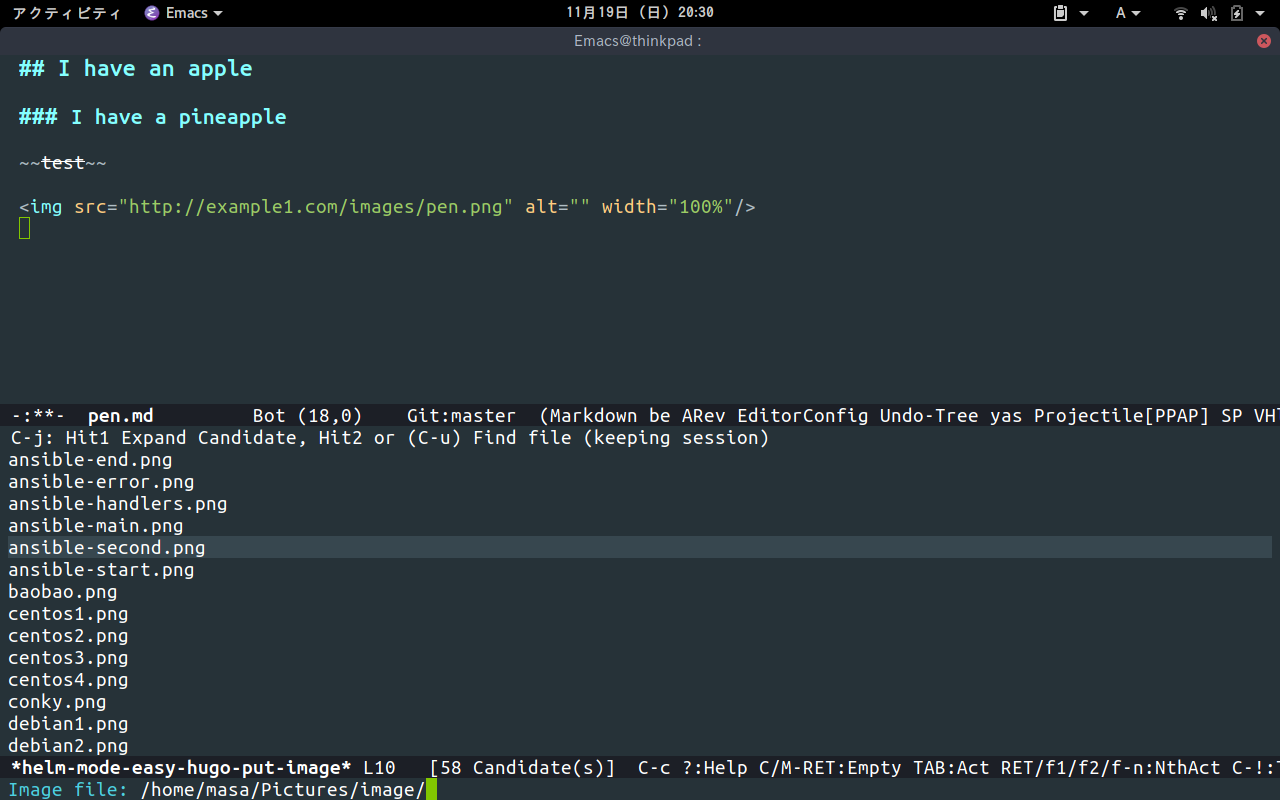 アクティビティ Emacs 11月19日 (日) 20:30 A
Emacs@thinkpad :
## I have an apple
### I have a pineapple
~~test~~
<img src="http://example1.com/images/pen.png" alt="" width="100%"/>
-:**-  pen.md         Bot (18,0)    Git:master  (Markdown be ARev EditorConfig Undo-Tree yas Projectile[PPAP] SP VHl
C-j: Hit1 Expand Candidate, Hit2 or (C-u) Find file (keeping session)
ansible-end.png
ansible-error.png
ansible-handlers.png
ansible-main.png
ansible-second.png
ansible-start.png
baobao.png
centos1.png
centos2.png
centos3.png
centos4.png
conky.png
debian1.png
debian2.png
*helm-mode-easy-hugo-put-image* L10   [58 Candidate(s)]  C-c ?:Help C/M-RET:Empty TAB:Act RET/f1/f2/f-n:NthAct C-!:
Image file: /home/masa/Pictures/image/